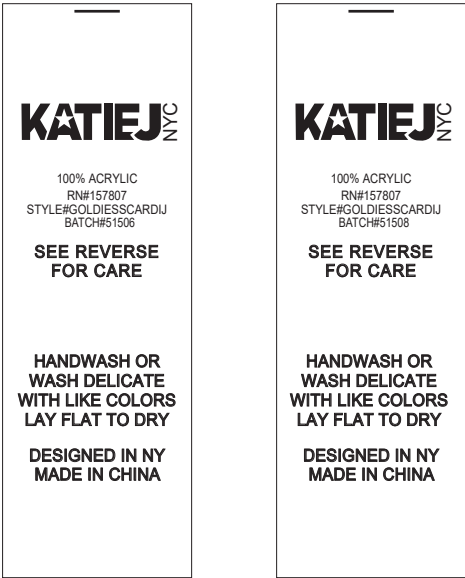 KATIEJ NYC
100% ACRYLIC
RN#157807
STYLE#GOLDIESSCARDIJ
BATCH#51506
SEE REVERSE
FOR CARE
HANDWASH OR
WASH DELICATE
WITH LIKE COLORS
LAY FLAT TO DRY
DESIGNED IN NY
MADE IN CHINA
KATIEJ NYC
100% ACRYLIC
RN#157807
STYLE#GOLDIESSCARDIJ
BATCH#51508
SEE REVERSE
FOR CARE
HANDWASH OR
WASH DELICATE
WITH LIKE COLORS
LAY FLAT TO DRY
DESIGNED IN NY
MADE IN CHINA